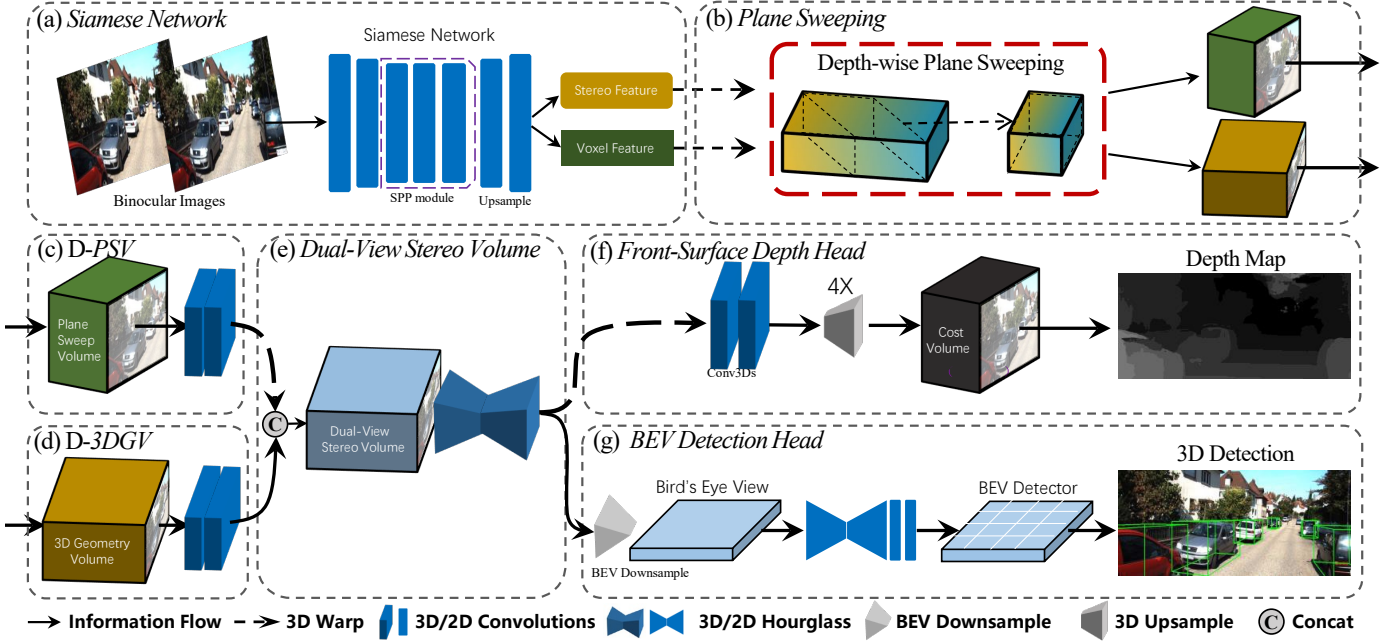 (a) Siamese Network
Siamese Network
Stereo Feature
Voxel Feature
Binocular Images
SPP module
Upsample
(b) Plane Sweeping
Depth-wise Plane Sweeping
(c) D-PSV
Plane
Sweep
Volume
(d) D-3DGV
3D Geometry
Volume
(e) Dual-View Stereo Volume
C
Dual-View
Stereo Volume
(f) Front-Surface Depth Head
Conv3Ds
4X
Cost
Volume
Depth Map
(g) BEV Detection Head
BEV Downsample
Bird's Eye View
BEV Detector
3D Detection
Information Flow
3D Warp
3D/2D Convolutions
3D/2D Hourglass
BEV Downsample
3D Upsample
C Concat